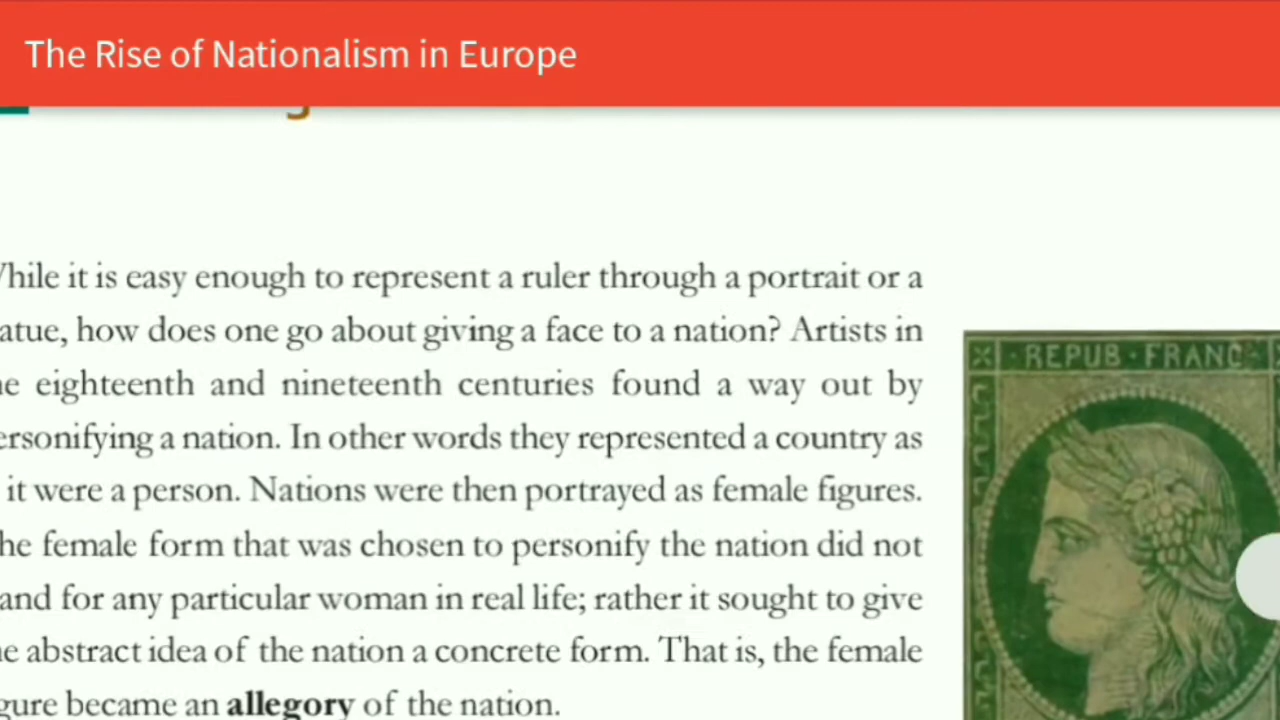 The Rise of Nationalism in Europe
hile it is easy enough to represent a ruler through a portrait or a
atue, how does one go about giving a face to a nation? Artists in
e eighteenth and nineteenth centuries found a way out by
ersonifying a nation. In other words they represented a country as
it were a person. Nations were then portrayed as female figures.
he female form that was chosen to personify the nation did not
and for any particular woman in real life; rather it sought to give
e abstract idea of the nation a concrete form. That is, the female
gure became an allegory of the nation.
REPUB · FRANC